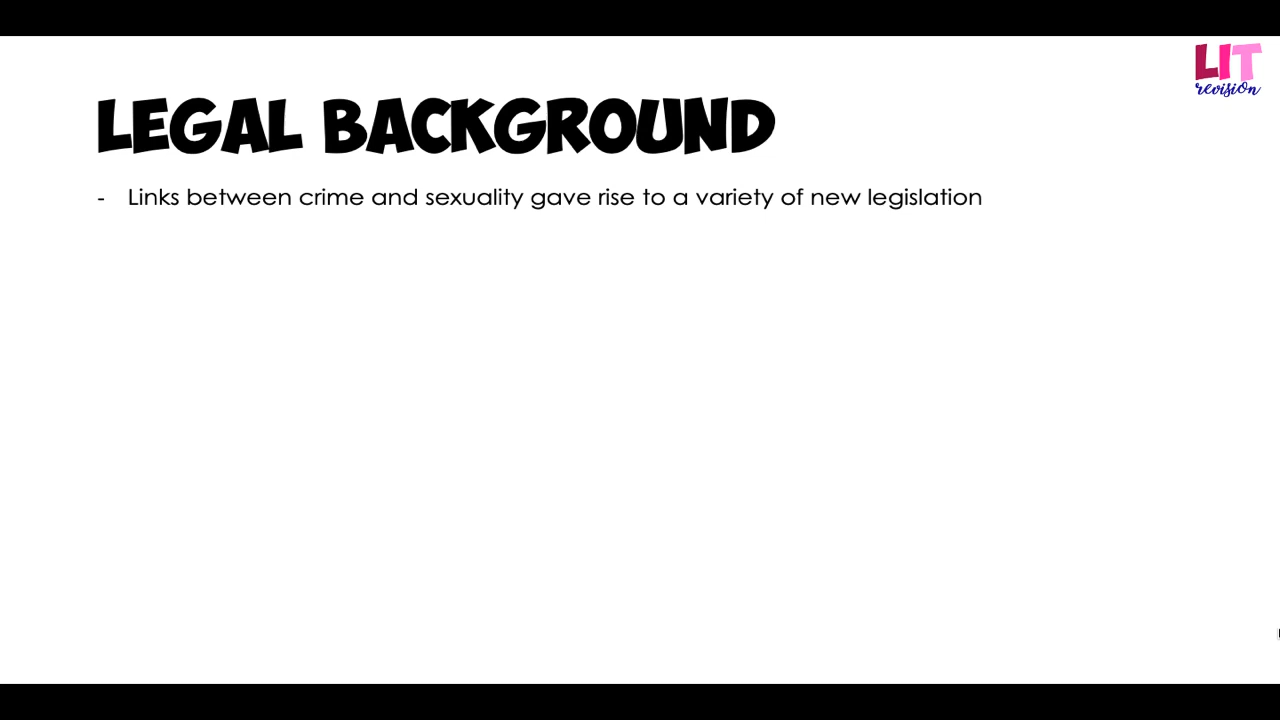 LIT
revision
LEGAL BACKGROUND
- Links between crime and sexuality gave rise to a variety of new legislation